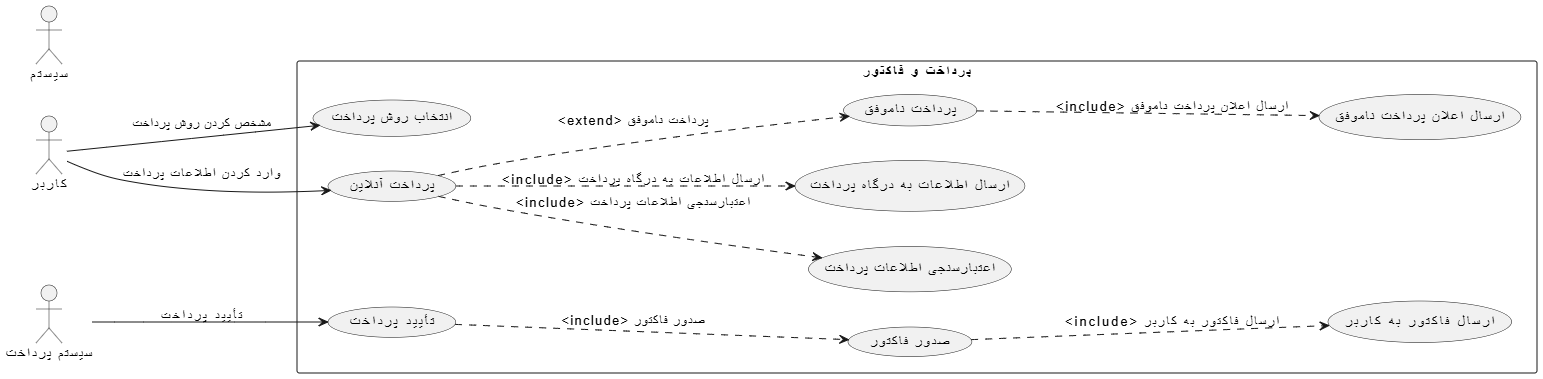 سیستم
پرداخت و فاکتور
انتخاب روش پرداخت
مشخص کردن روش پرداخت
کاربر
وارد کردن اطلاعات پرداخت
پرداخت آنلاین
<extend> پرداخت ناموفق
پرداخت ناموفق
<include> ارسال اعلان پرداخت ناموفق
ارسال اعلان پرداخت ناموفق
<include> ارسال اطلاعات به درگاه پرداخت
ارسال اطلاعات به درگاه پرداخت
<include> اعتبارسنجی اطلاعات پرداخت
اعتبارسنجی اطلاعات پرداخت
سیستم پرداخت
تأیید پرداخت
تأیید پرداخت
<include> صدور فاکتور
صدور فاکتور
<include> ارسال فاکتور به کاربر
ارسال فاکتور به کاربر